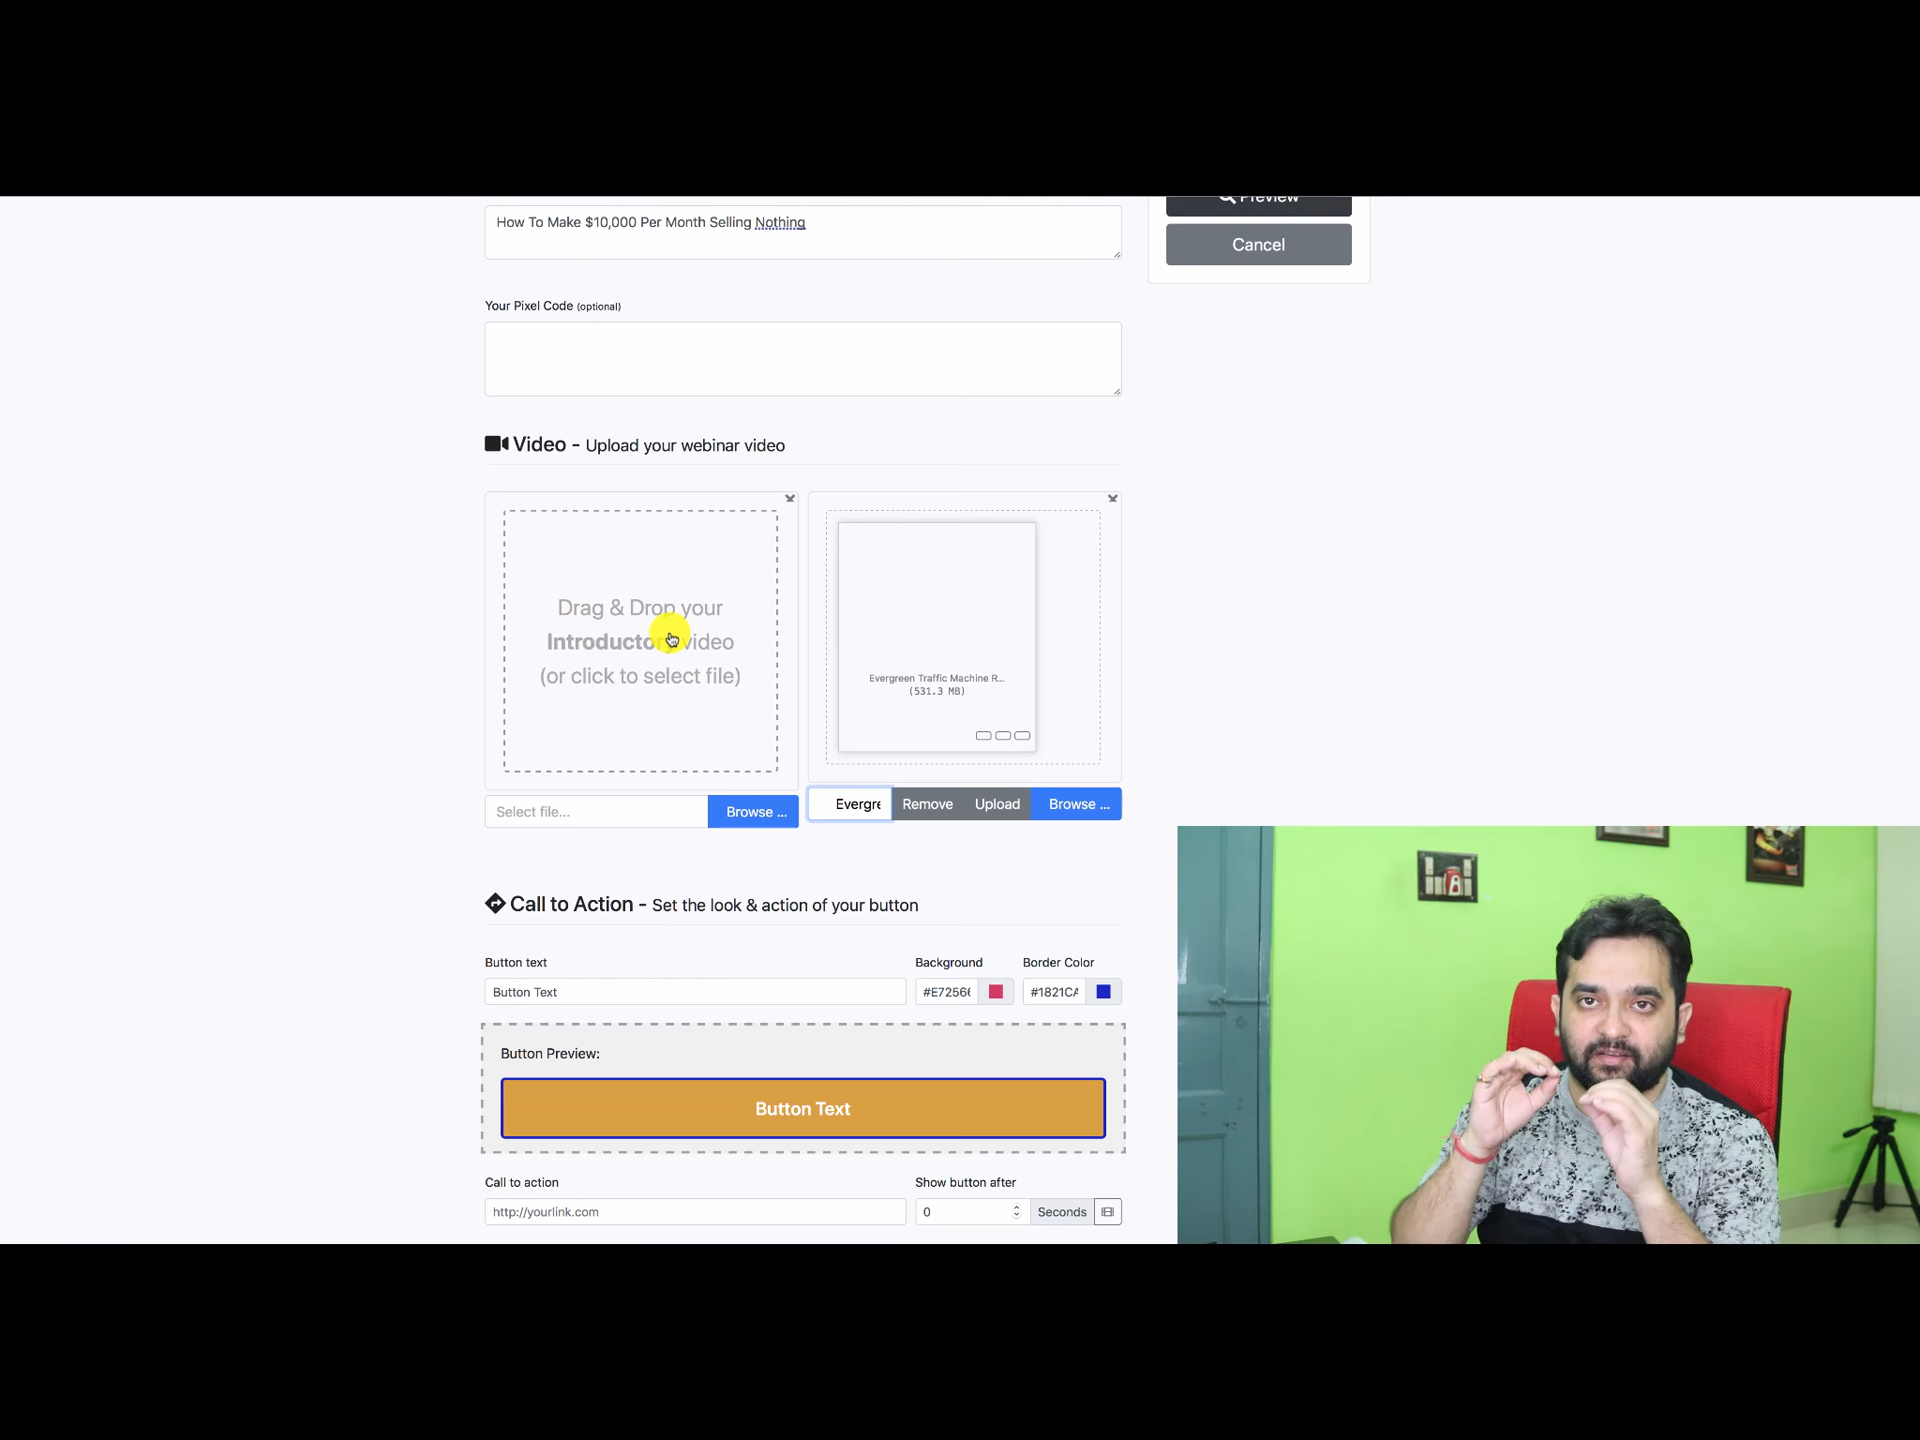 Preview
How To Make $10,000 Per Month Selling Nothing
Cancel
Your Pixel Code (optional)
Video - Upload your webinar video
Drag & Drop your
Introductory video
(or click to select file)
Evergreen Traffic Machine R...
(531.3 MB)
Select file...
Browse ...
Evergre
Remove
Upload
Browse ...
Call to Action - Set the look & action of your button
Button text
Background
Border Color
Button Text
#E7256
#1821CA
Button Preview:
Button Text
Call to action
Show button after
http://yourlink.com
0
Seconds